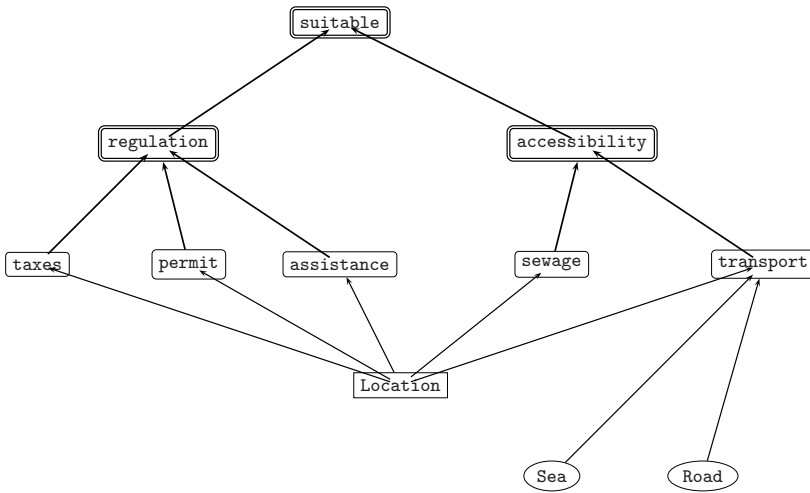 suitable
regulation
accessibility
taxes
permit
assistance
sewage
transport
Location
Sea
Road